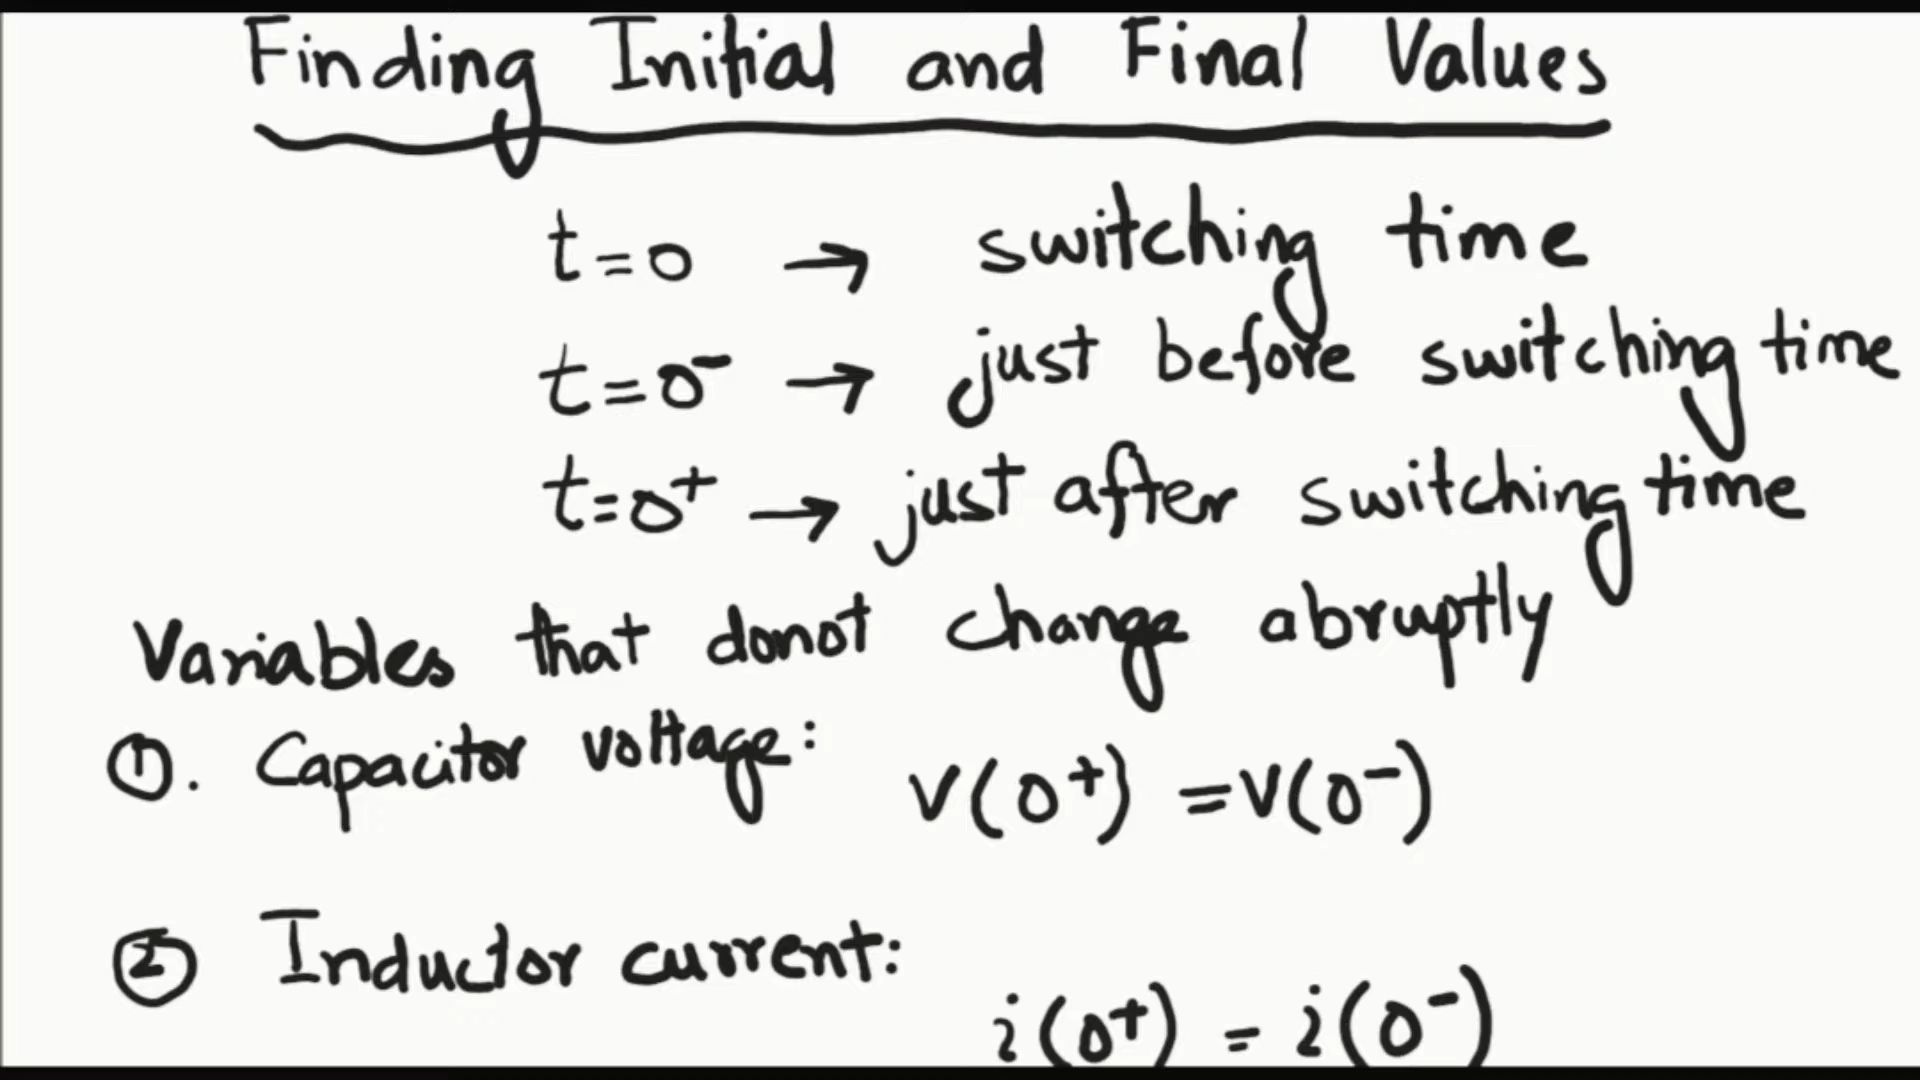 Finding Initial and Final Values
t=0 → switching time
t=0⁻ → just before switching time
t=0⁺ → just after switching time
Variables that donot change abruptly
①. Capacitor voltage:
v(0⁺) = v(0⁻)
② Inductor current:
i(0⁺) = i(0⁻)